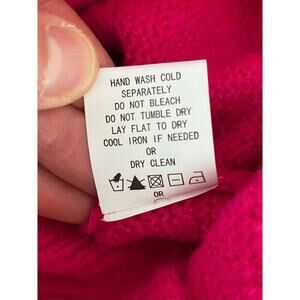 HAND WASH COLD
SEPARATELY
DO NOT BLEACH
DO NOT TUMBLE DRY
LAY FLAT TO DRY
COOL IRON IF NEEDED
OR
DRY CLEAN
OR